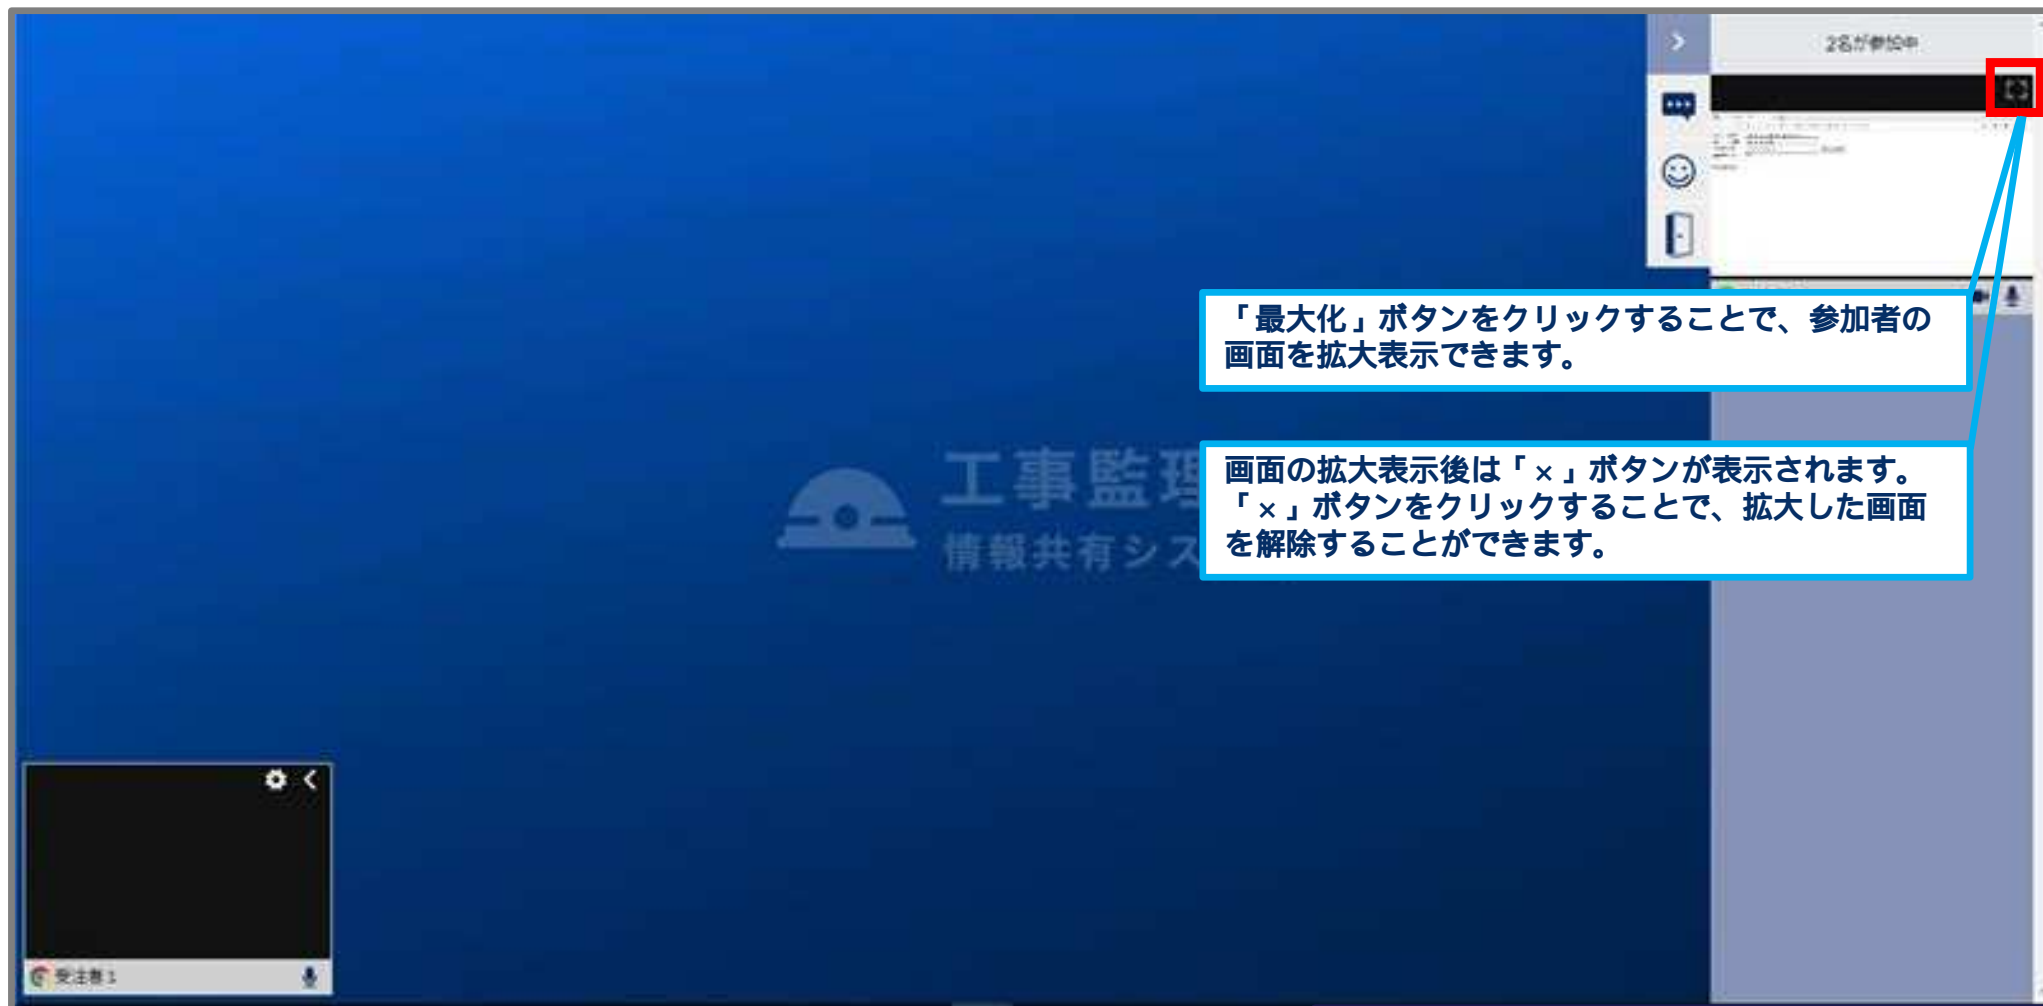 2名が参加中
「最大化」ボタンをクリックすることで、参加者の
画面を拡大表示できます。
工事監理
情報共有シス
画面の拡大表示後は「×」ボタンが表示されます。
「×」ボタンをクリックすることで、拡大した画面
を解除することができます。
受注者1